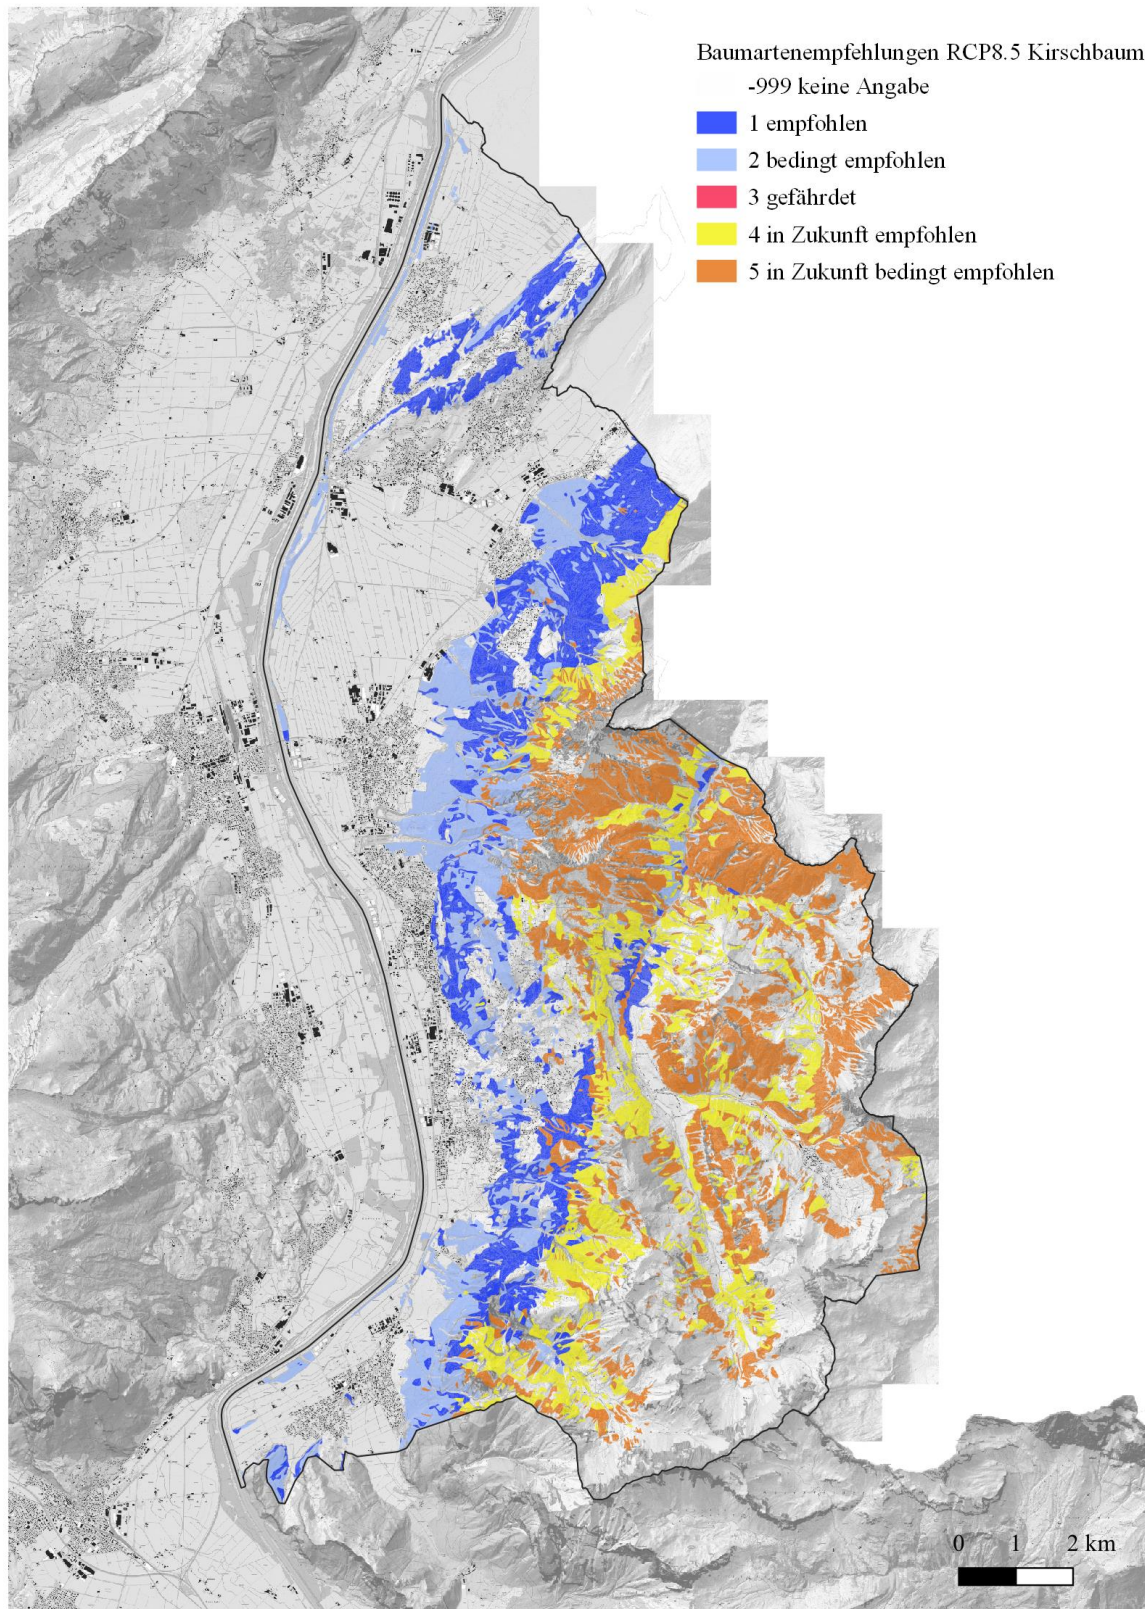 Baumartenempfehlungen RCP8.5 Kirschbaum
-999 keine Angabe
1 empfohlen
2 bedingt empfohlen
3 gefährdet
4 in Zukunft empfohlen
5 in Zukunft bedingt empfohlen
0 1 2 km